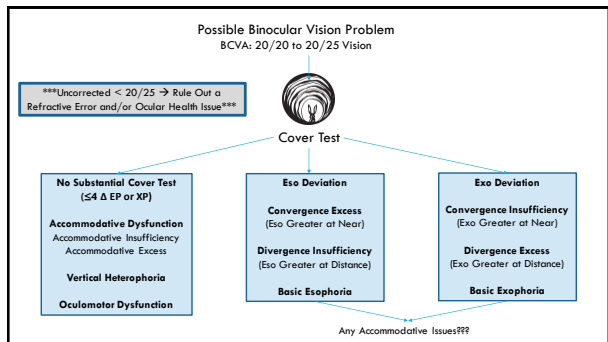 Possible Binocular Vision Problem
BCVA: 20/20 to 20/25 Vision
***Uncorrected < 20/25 → Rule Out a
Refractive Error and/or Ocular Health Issue***
Cover Test
No Substantial Cover Test
(≤4 Δ EP or XP)
Accommodative Dysfunction
Accommodative Insufficiency
Accommodative Excess
Vertical Heterophoria
Oculomotor Dysfunction
Eso Deviation
Convergence Excess
(Eso Greater at Near)
Divergence Insufficiency
(Eso Greater at Distance)
Basic Esophoria
Exo Deviation
Convergence Insufficiency
(Exo Greater at Near)
Divergence Excess
(Exo Greater at Distance)
Basic Exophoria
Any Accommodative Issues???